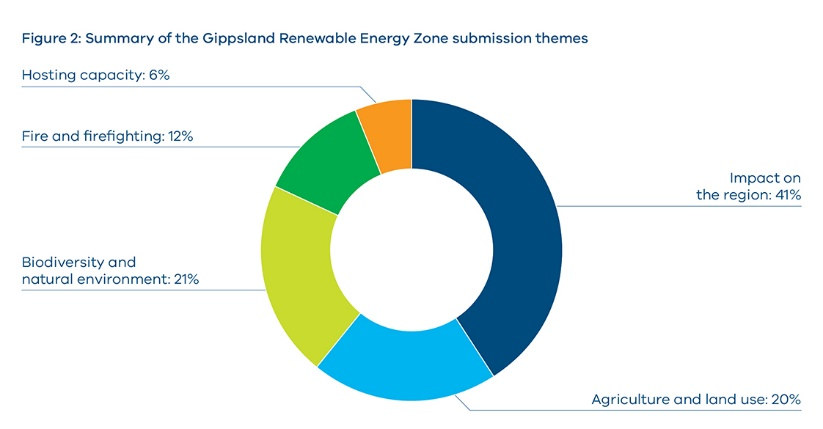 Figure 2: Summary of the Gippsland Renewable Energy Zone submission themes
Hosting capacity: 6%
Fire and firefighting: 12%
Impact on
the region: 41%
Biodiversity and
natural environment: 21%
Agriculture and land use: 20%